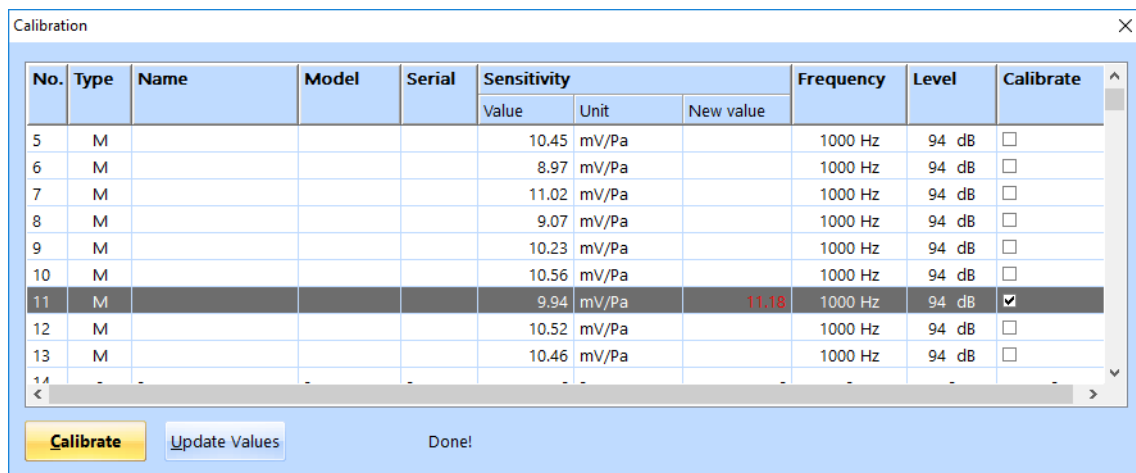 Calibration
No. Type Name Model Serial Sensitivity Frequency Level Calibrate
Value Unit New value
5 M 10.45 mV/Pa 1000 Hz 94 dB
6 M 8.97 mV/Pa 1000 Hz 94 dB
7 M 11.02 mV/Pa 1000 Hz 94 dB
8 M 9.07 mV/Pa 1000 Hz 94 dB
9 M 10.23 mV/Pa 1000 Hz 94 dB
10 M 10.56 mV/Pa 1000 Hz 94 dB
11 M 9.94 mV/Pa 11.18 1000 Hz 94 dB
12 M 10.52 mV/Pa 1000 Hz 94 dB
13 M 10.46 mV/Pa 1000 Hz 94 dB
14 - - - - - - - - - -
Calibrate Update Values Done!